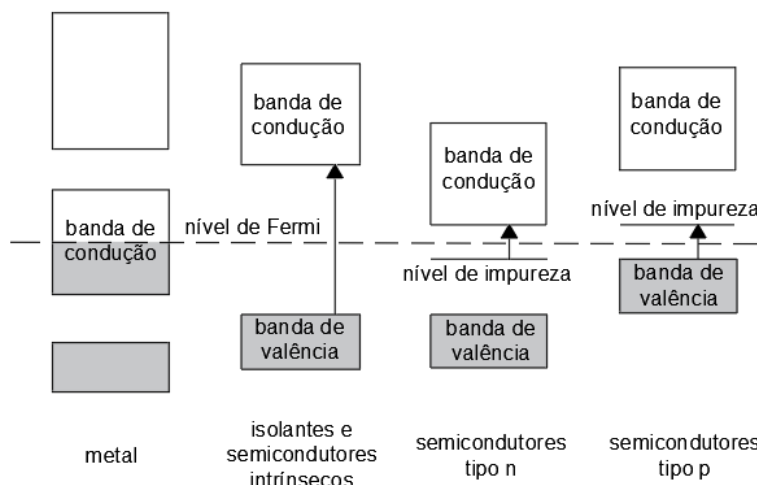 banda de
condução
nível de Fermi
metal
banda de
condução
banda de
valência
isolantes e
semicondutores
intrínsecos
banda de
condução
nível de impureza
banda de
valência
semicondutores
tipo n
banda de
condução
nível de impureza
banda de
valência
semicondutores
tipo p